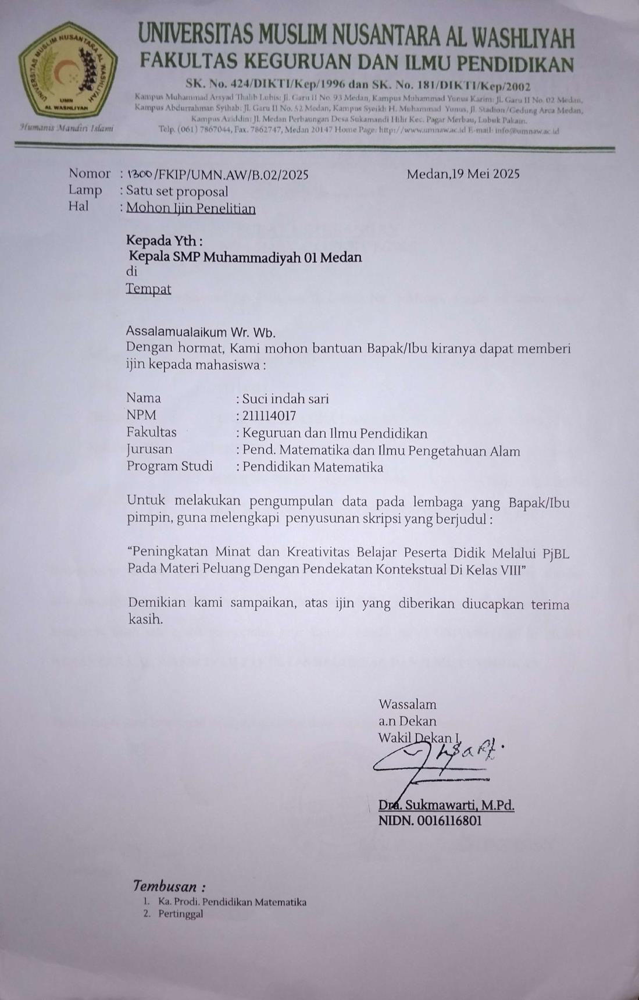 UNIVERSITAS MUSLIM NUSANTARA AL WASHLIYAH
UMN
AL WASHLIYAH
Humanis Mandiri Islami
UNIVERSITAS MUSLIM NUSANTARA AL WASHLIYAH
FAKULTAS KEGURUAN DAN ILMU PENDIDIKAN
SK. No. 424/DIKTI/Kep/1996 dan SK. No. 181/DIKTI/Kep/2002
Kampus Muhammad Arsyad Thalib Lubis: Jl. Garu II No. 93 Medan, Kampus Muhammad Yunus Karim: Jl. Garu II No. 02 Medan,
Kampus Abdurrahman Syihab: Jl. Garu II No. 52 Medan, Kampus Syeikh H. Muhammad Yunus, Jl. Stadion/Gedung Arca Medan,
Kampus Aziddin: Jl. Medan Perbaungan Desa Sukamandi Hilir Kec. Pagar Merbau, Lubuk Pakam.
Telp. (061) 7867044, Fax. 7862747, Medan 20147 Home Page: http://www.umnaw.ac.id E-mail: info@umnaw.ac.id
Nomor : 1300/FKIP/UMN.AW/B.02/2025 Medan,19 Mei 2025
Lamp : Satu set proposal
Hal : Mohon Ijin Penelitian
Kepada Yth :
Kepala SMP Muhammadiyah 01 Medan
di
Tempat
Assalamualaikum Wr. Wb.
Dengan hormat, Kami mohon bantuan Bapak/Ibu kiranya dapat memberi
ijin kepada mahasiswa :
Nama : Suci indah sari
NPM : 211114017
Fakultas : Keguruan dan Ilmu Pendidikan
Jurusan : Pend. Matematika dan Ilmu Pengetahuan Alam
Program Studi : Pendidikan Matematika
Untuk melakukan pengumpulan data pada lembaga yang Bapak/Ibu
pimpin, guna melengkapi penyusunan skripsi yang berjudul :
“Peningkatan Minat dan Kreativitas Belajar Peserta Didik Melalui PjBL
Pada Materi Peluang Dengan Pendekatan Kontekstual Di Kelas VIII”
Demikian kami sampaikan, atas ijin yang diberikan diucapkan terima
kasih.
Wassalam
a.n Dekan
Wakil Dekan I,
Dra. Sukmawarti, M.Pd.
NIDN. 0016116801
Tembusan :
1. Ka. Prodi. Pendidikan Matematika
2. Pertinggal